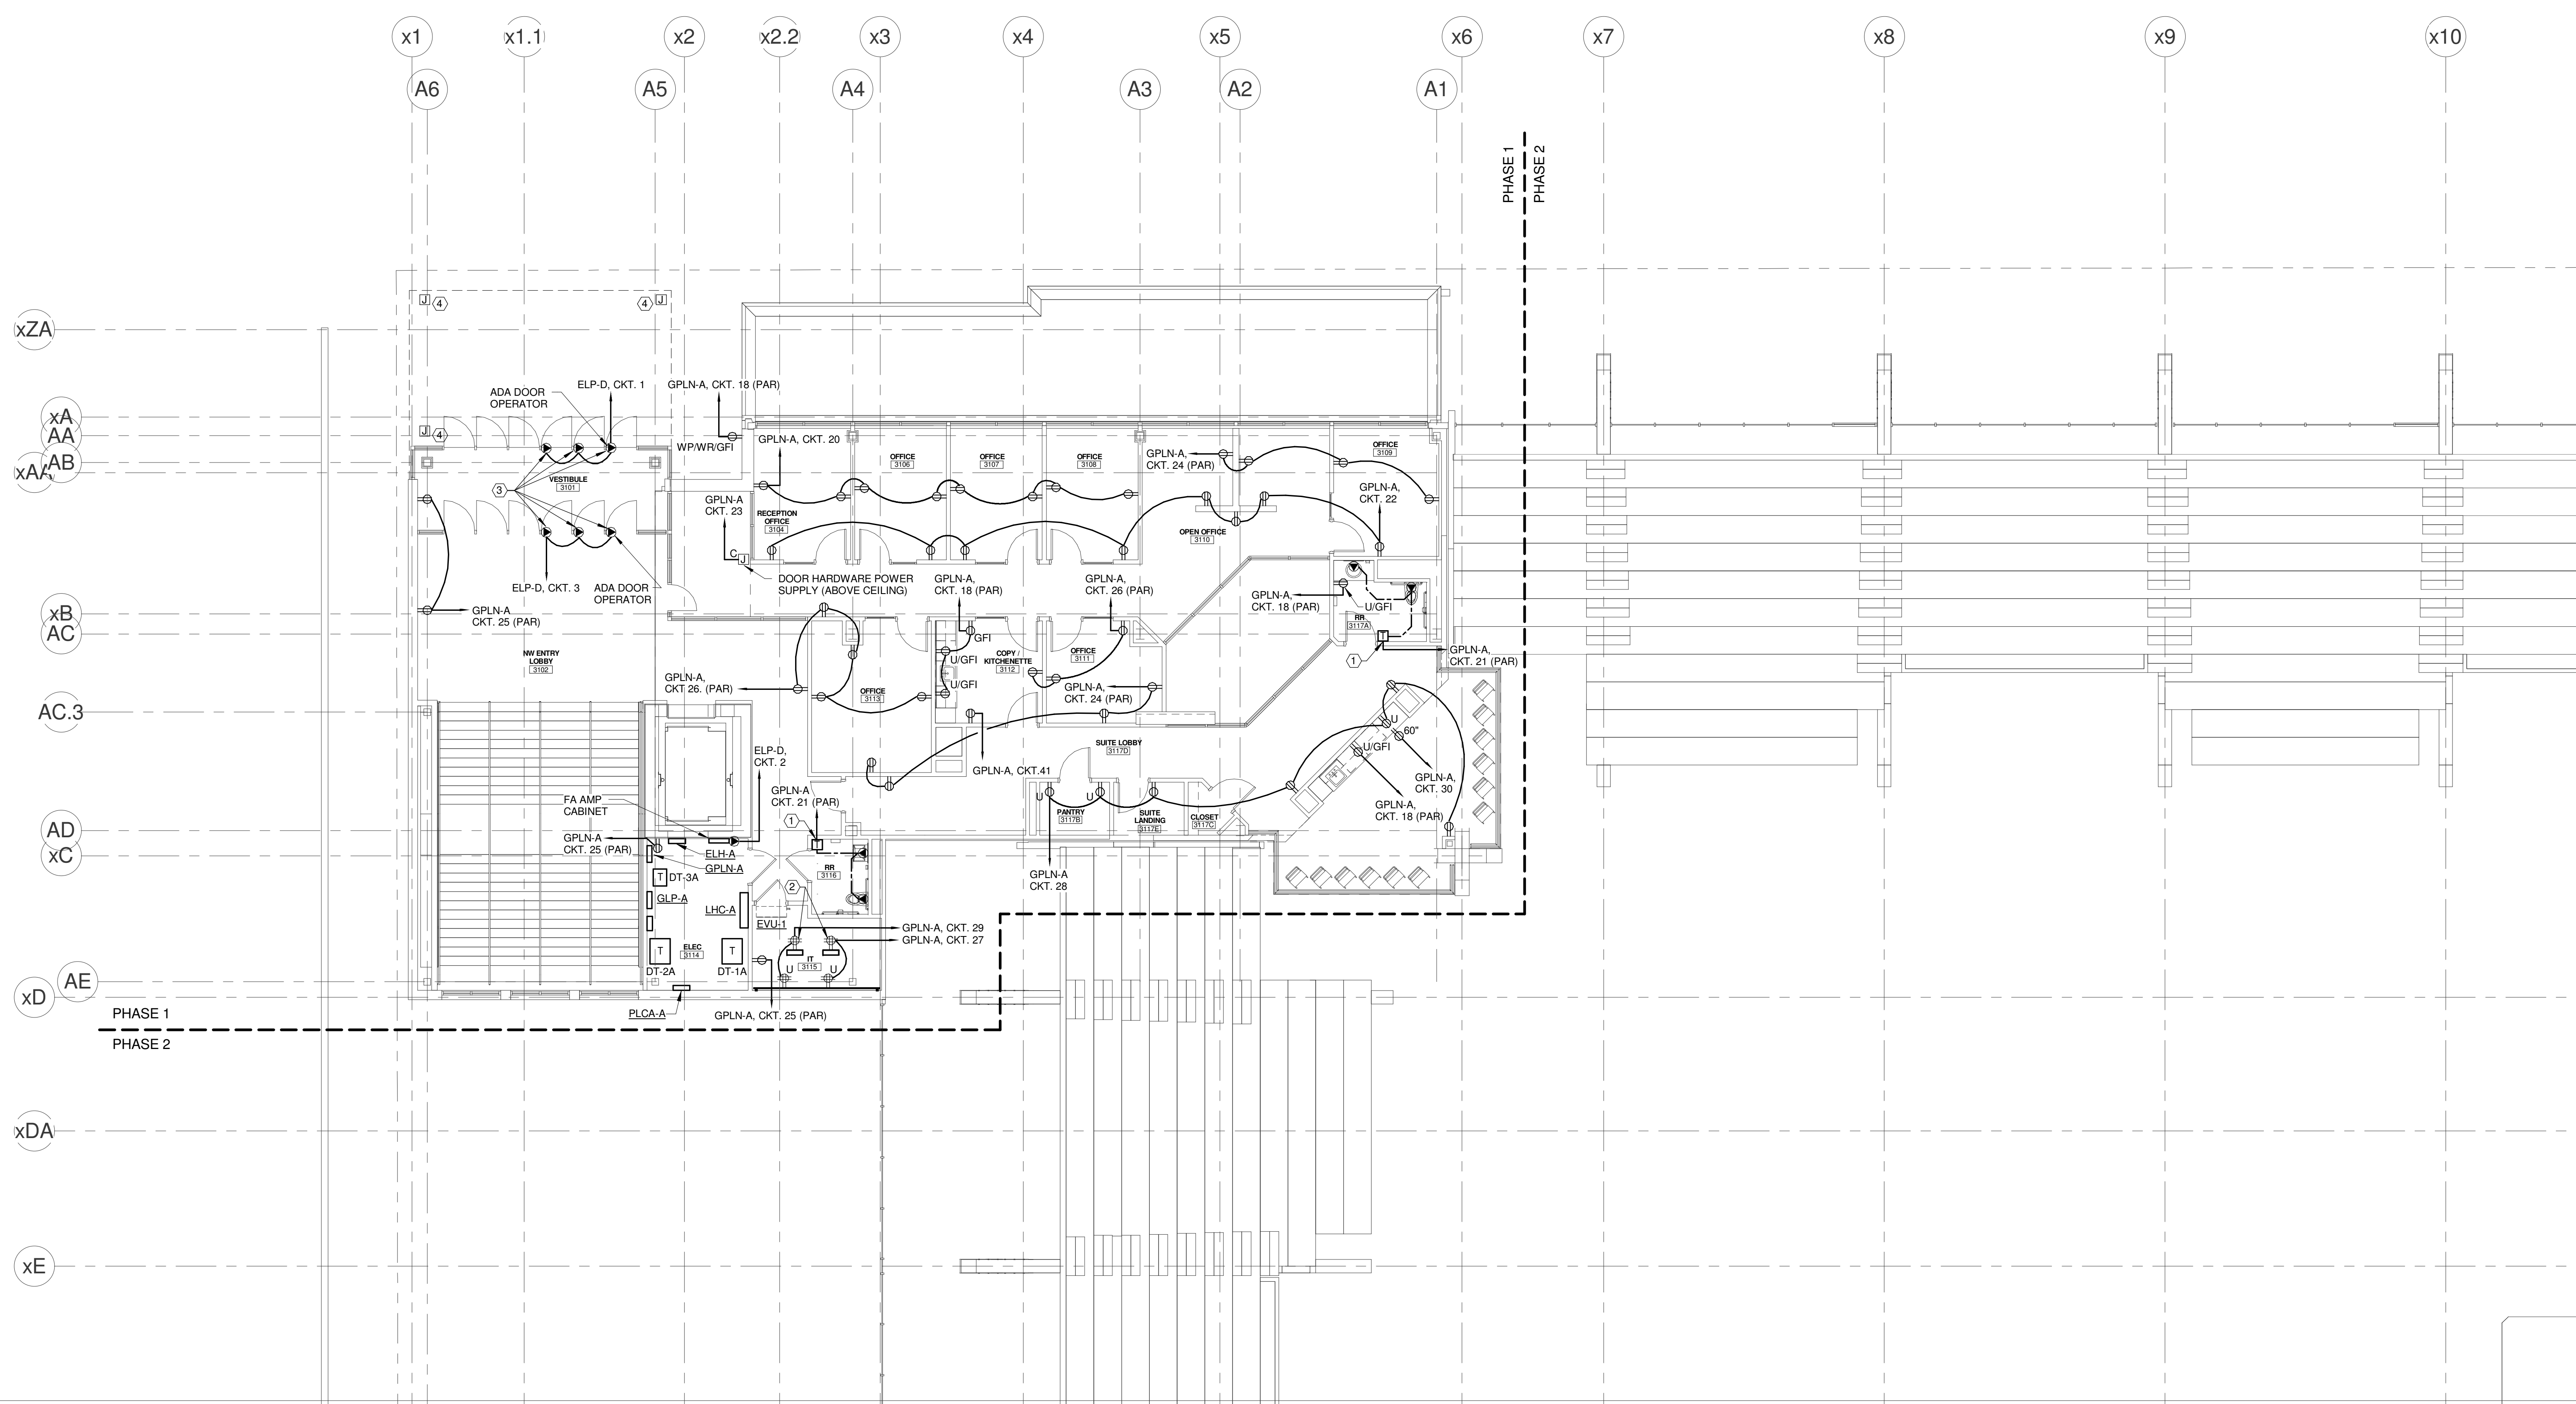 x1
x1.1
x2
x2.2
x3
x4
x5
x6
x7
x8
x9
x10
A6
A5
A4
A3
A2
A1
PHASE 1
PHASE 2
J
4
4
J
xZA
ADA DOOR
OPERATOR
ELP-D, CKT. 1
GPLN-A, CKT. 18 (PAR)
xA
AA
J
4
WP/WR/GFI
GPLN-A, CKT. 20
AB
xAA
VESTIBULE
3101
3
OFFICE
3106
OFFICE
3107
OFFICE
3108
GPLN-A,
CKT. 24 (PAR)
OFFICE
3109
GPLN-A
CKT. 23
RECEPTION
OFFICE
3104
GPLN-A,
CKT. 22
OPEN OFFICE
3110
C
J
ELP-D, CKT. 3
ADA DOOR
OPERATOR
DOOR HARDWARE POWER
SUPPLY (ABOVE CEILING)
GPLN-A,
CKT. 18 (PAR)
GPLN-A,
CKT. 26 (PAR)
GPLN-A,
CKT. 18 (PAR)
U/GFI
RR
3117A
T
1
GPLN-A,
CKT. 21 (PAR)
xB
AC
GPLN-A
CKT. 25 (PAR)
NW ENTRY
LOBBY
3102
GFI
U/GFI
COPY /
KITCHENETTE
3112
OFFICE
3111
U/GFI
GPLN-A,
CKT 26. (PAR)
OFFICE
3113
GPLN-A,
CKT. 24 (PAR)
AC.3
U
60"
U/GFI
ELP-D,
CKT. 2
SUITE LOBBY
3117D
GPLN-A, CKT.41
GPLN-A,
CKT. 30
GPLN-A,
CKT. 18 (PAR)
FA AMP
CABINET
GPLN-A
CKT. 21 (PAR)
1
T
U
U
PANTRY
3117B
SUITE
LANDING
3117E
CLOSET
3117C
AD
xC
GPLN-A
CKT. 25 (PAR)
ELH-A
GPLN-A
T
DT-3A
GLP-A
LHC-A
RR
3116
2
EVU-1
GPLN-A
CKT. 28
GPLN-A, CKT. 29
GPLN-A, CKT. 27
ELEC
3114
T
T
DT-2A
DT-1A
IT
3115
U
U
AE
xD
PLCA-A
GPLN-A, CKT. 25 (PAR)
PHASE 1
PHASE 2
xDA
xE